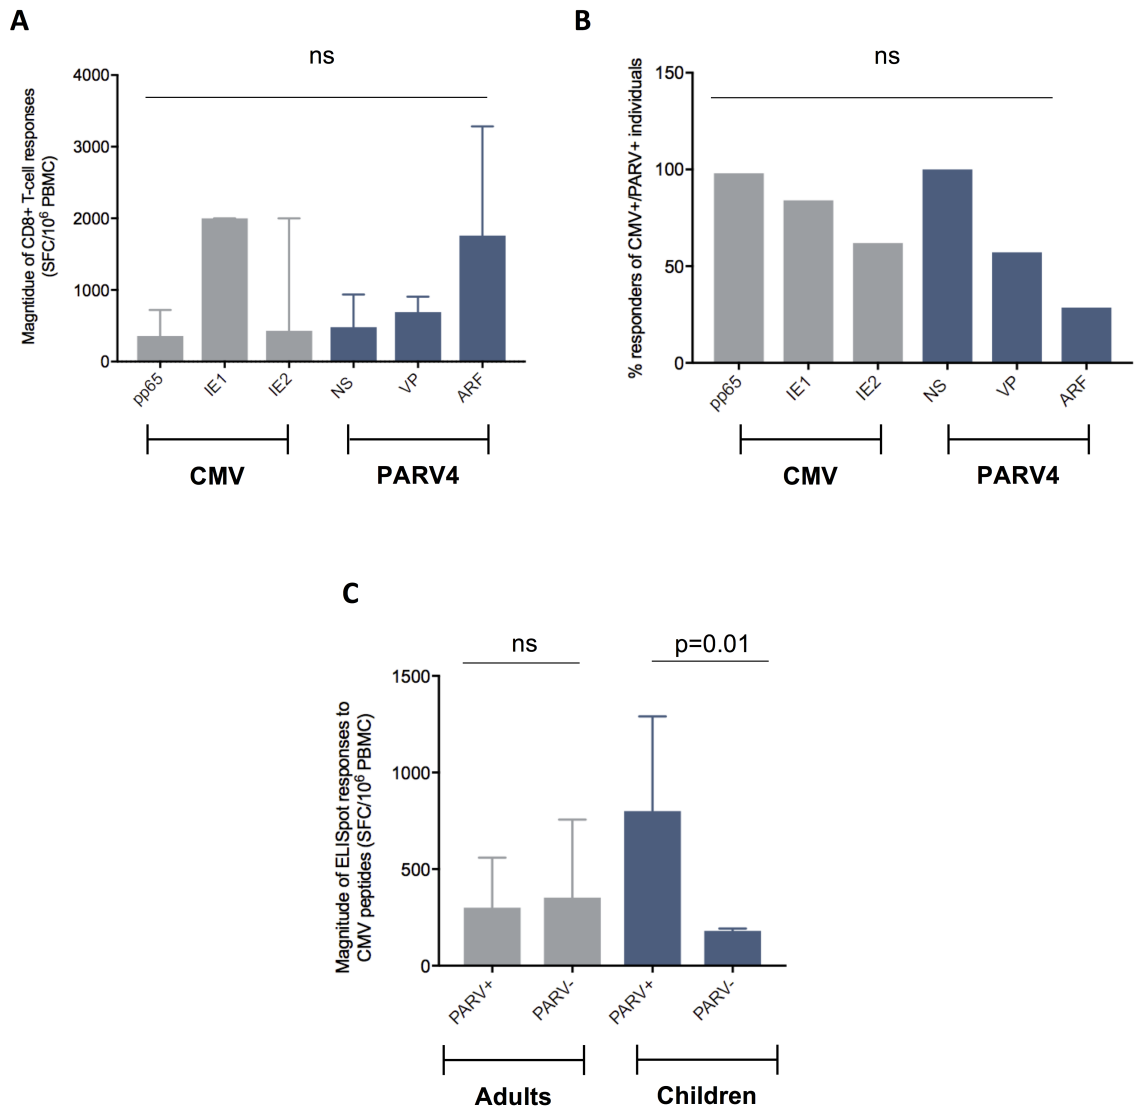 A
ns
Magntidue of CD8+ T-cell responses
(SFC/10⁶ PBMC)
4000
3000
2000
1000
0
pp65
IE1
IE2
NS
VP
ARF
CMV
PARV4
B
ns
% responders of CMV+/PARV+ individuals
150
100
50
0
pp65
IE1
IE2
NS
VP
ARF
CMV
PARV4
C
ns
p=0.01
Magnitude of ELISpot responses to
CMV peptides (SFC/10⁶ PBMC)
1500
1000
500
0
PARV+
PARV-
PARV+
PARV-
Adults
Children